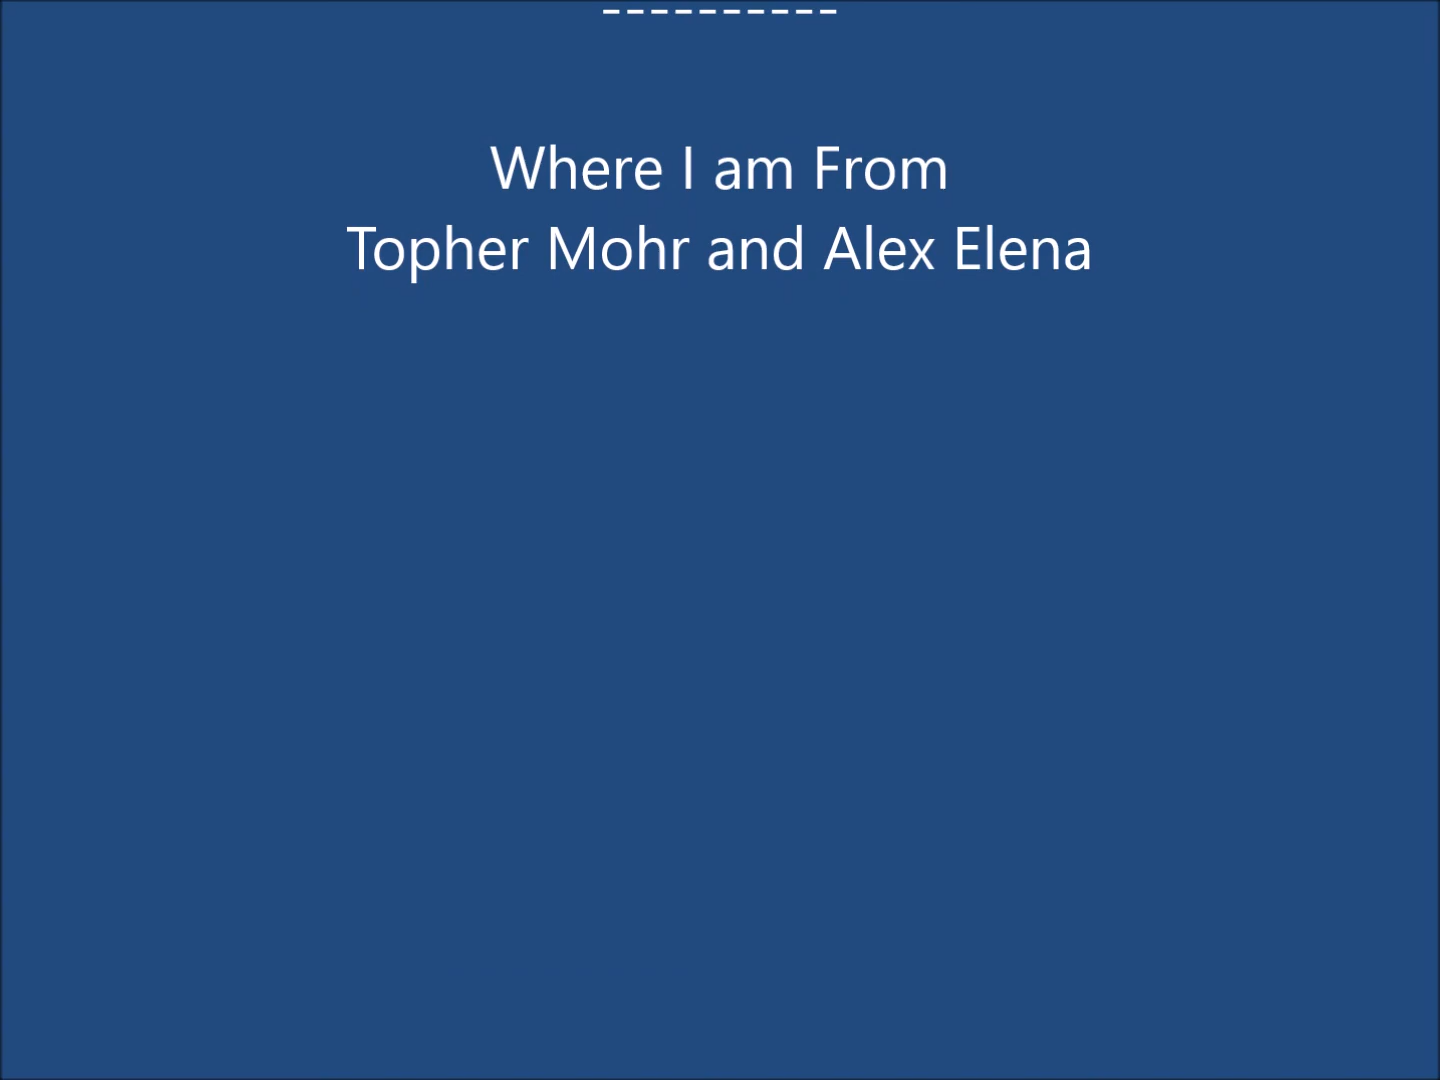 ----------
Where I am From
Topher Mohr and Alex Elena